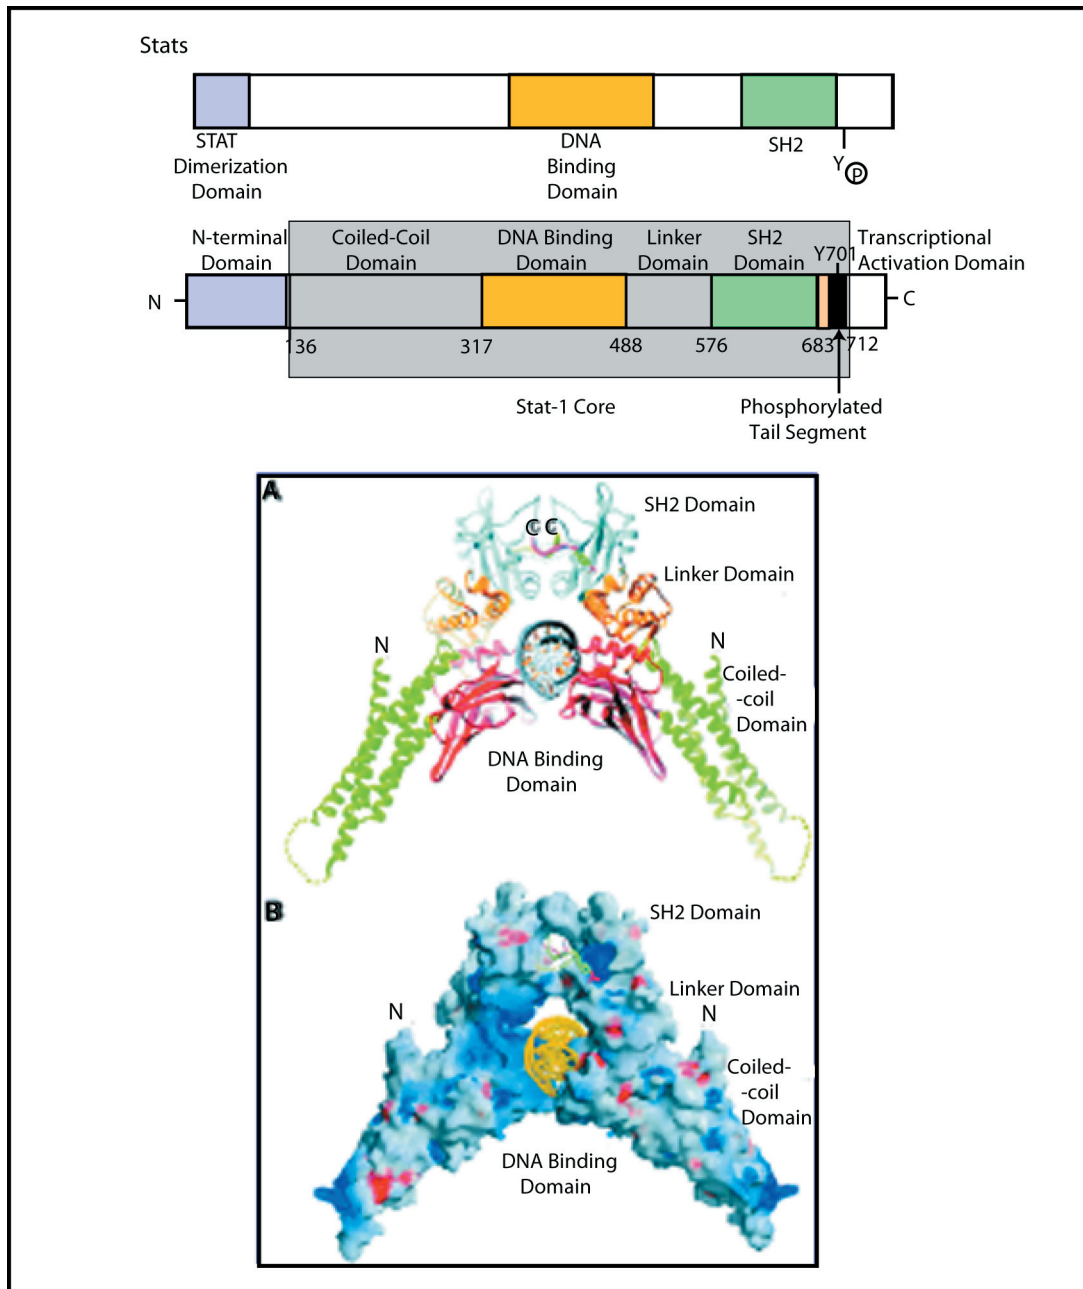 Stats
STAT
Dimerization
Domain
DNA
Binding
Domain
SH2
Y P
N-terminal
Domain
Coiled-Coil
Domain
DNA Binding
Domain
Linker
Domain
SH2
Domain
Y701
Transcriptional
Activation Domain
N
C
136
317
488
576
683
712
Stat-1 Core
Phosphorylated
Tail Segment
A
SH2 Domain
C C
Linker Domain
N
N
Coiled-
-coil
Domain
DNA Binding
Domain
B
SH2 Domain
Linker Domain
N
N
Coiled-
-coil
Domain
DNA Binding
Domain